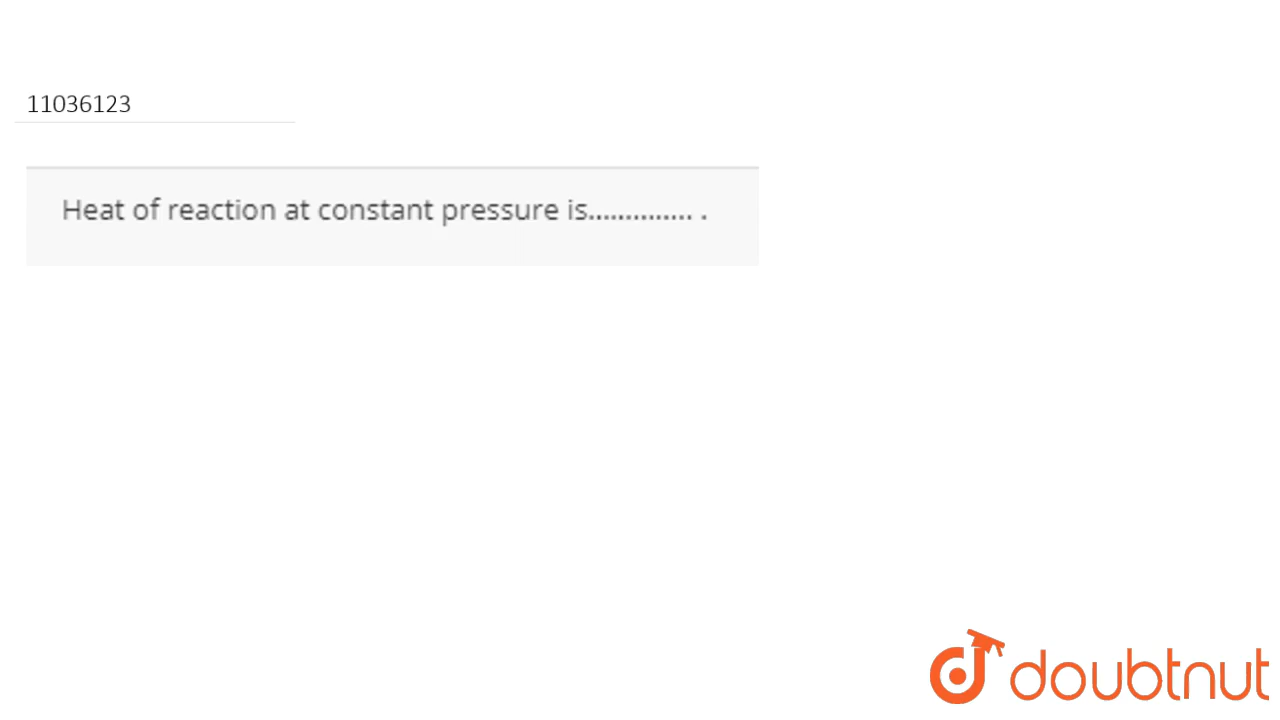 11036123
Heat of reaction at constant pressure is.............. .
doubtnut